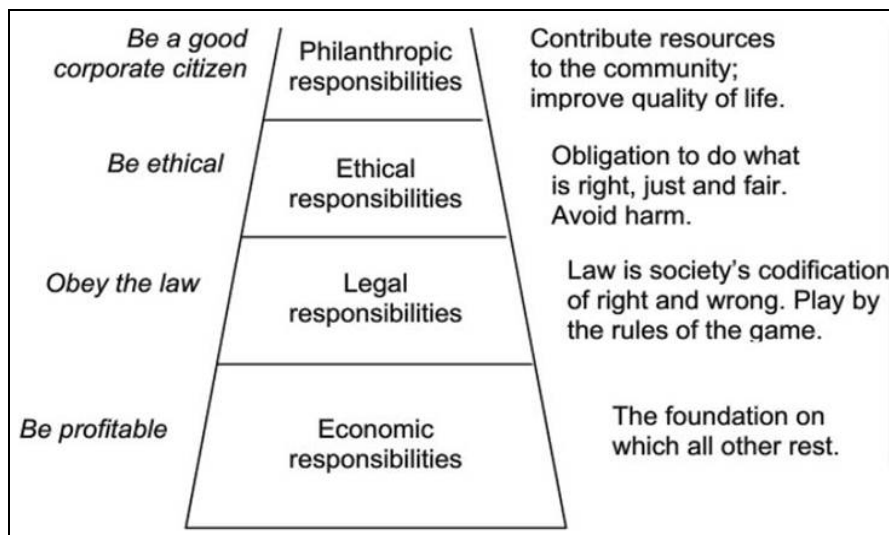 Be a good
corporate citizen
Philanthropic
responsibilities
Contribute resources
to the community;
improve quality of life.
Be ethical
Ethical
responsibilities
Obligation to do what
is right, just and fair.
Avoid harm.
Obey the law
Legal
responsibilities
Law is society's codification
of right and wrong. Play by
the rules of the game.
Be profitable
Economic
responsibilities
The foundation on
which all other rest.